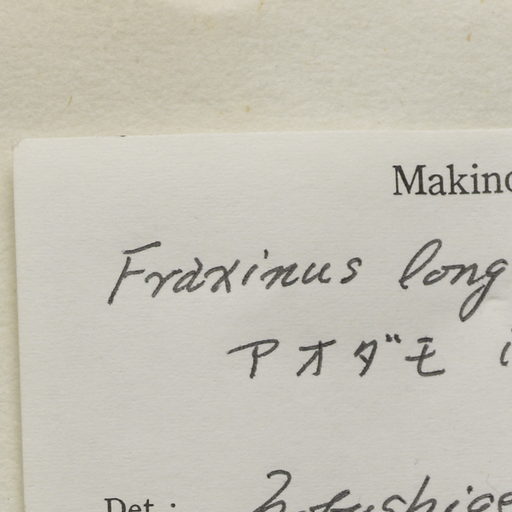 Makino
Fraxinus long
アオダモ
Det.: